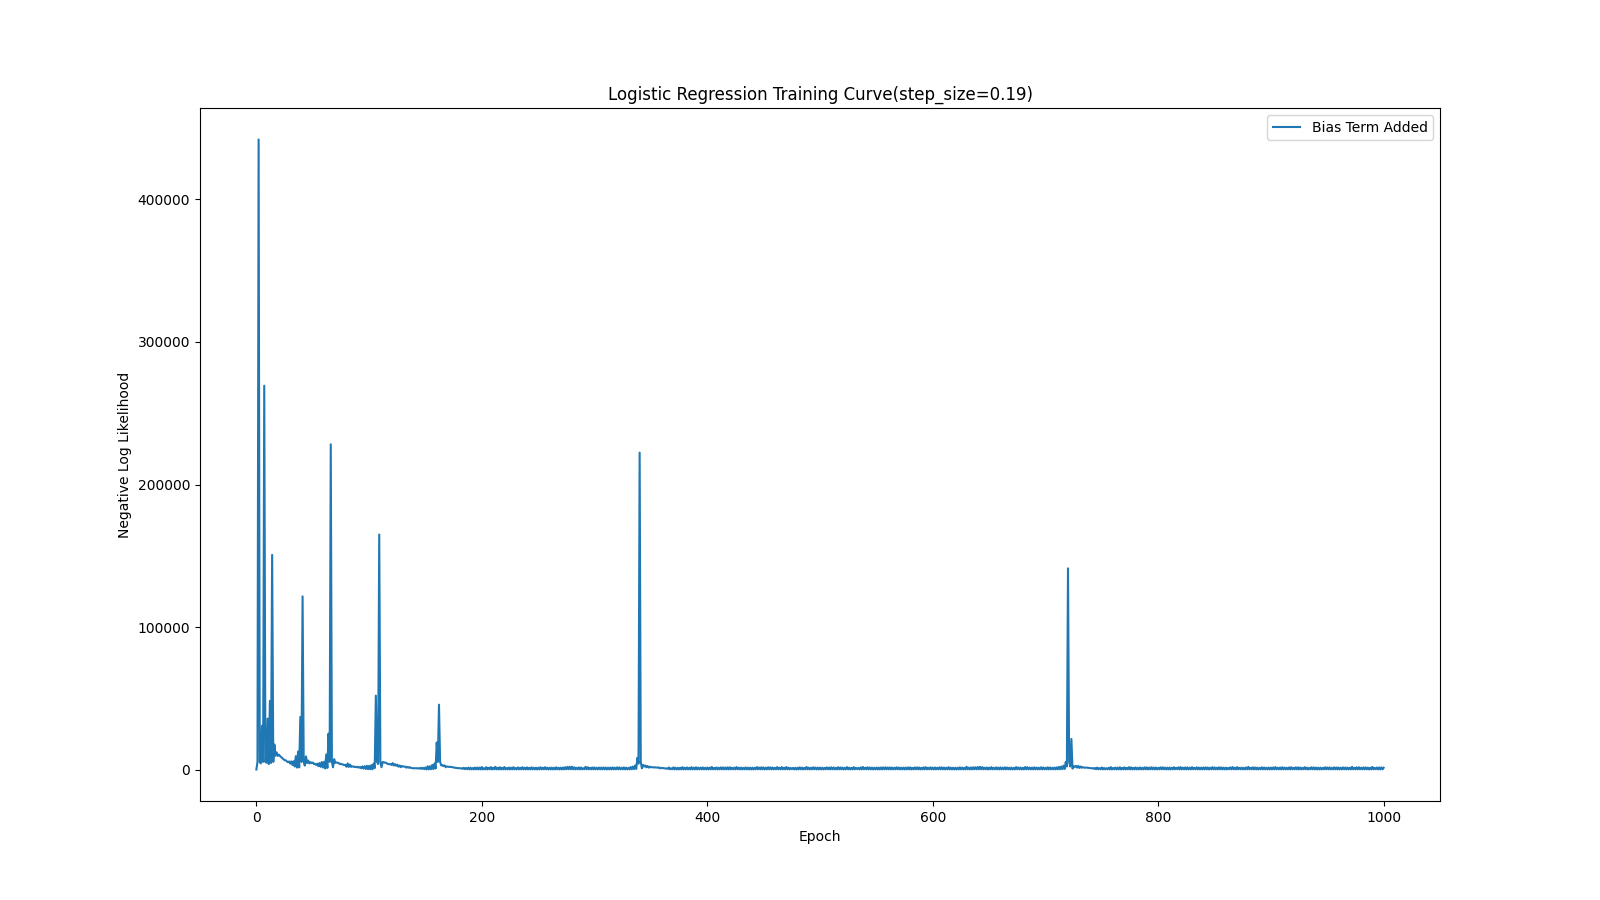 Logistic Regression Training Curve(step_size=0.19)
Bias Term Added
Negative Log Likelihood
400000
300000
200000
100000
0
0 200 400 600 800 1000
Epoch